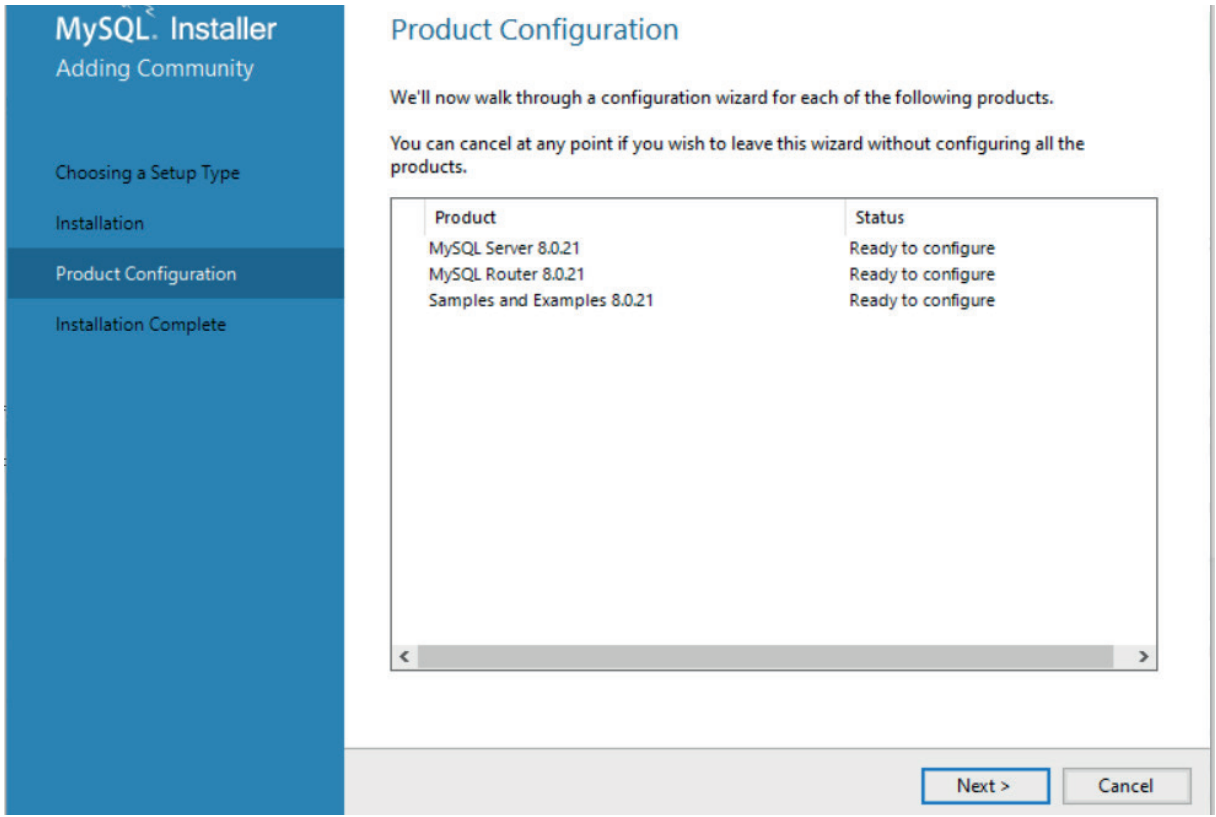 MySQL. Installer
Adding Community
Choosing a Setup Type
Installation
Product Configuration
Installation Complete
Product Configuration
We'll now walk through a configuration wizard for each of the following products.
You can cancel at any point if you wish to leave this wizard without configuring all the
products.
Product Status
MySQL Server 8.0.21 Ready to configure
MySQL Router 8.0.21 Ready to configure
Samples and Examples 8.0.21 Ready to configure
Next > Cancel